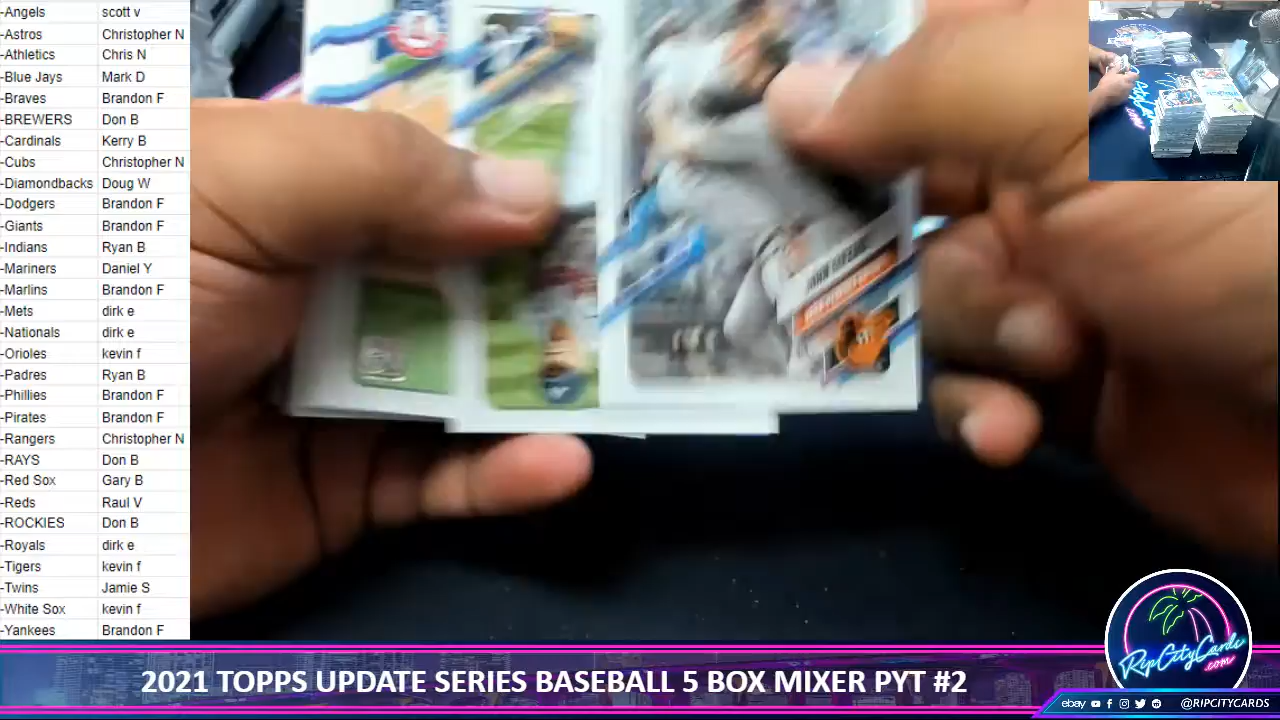 -Angels scott v
-Astros Christopher N
-Athletics Chris N
-Blue Jays Mark D
-Braves Brandon F
-BREWERS Don B
-Cardinals Kerry B
-Cubs Christopher N
-Diamondbacks Doug W
-Dodgers Brandon F
-Giants Brandon F
-Indians Ryan B
-Mariners Daniel Y
-Marlins Brandon F
-Mets dirk e
-Nationals dirk e
-Orioles kevin f
-Padres Ryan B
-Phillies Brandon F
-Pirates Brandon F
-Rangers Christopher N
-RAYS Don B
-Red Sox Gary B
-Reds Raul V
-ROCKIES Don B
-Royals dirk e
-Tigers kevin f
-Twins Jamie S
-White Sox kevin f
-Yankees Brandon F
RipCityCards
.com
2021 TOPPS UPDATE SERIES BASEBALL 5 BOX MIXER PYT #2
ebay @RIPCITYCARDS